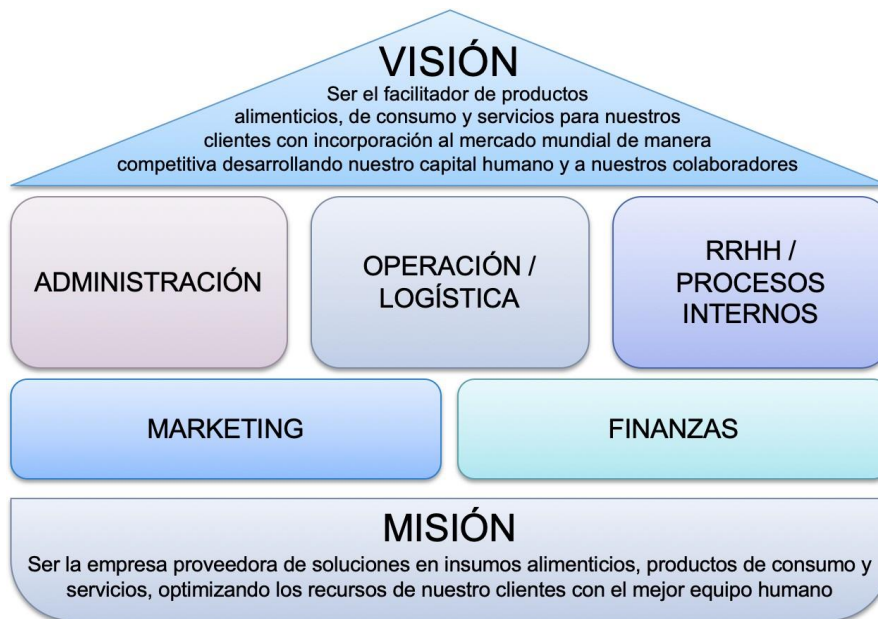 VISIÓN
Ser el facilitador de productos
alimenticios, de consumo y servicios para nuestros
clientes con incorporación al mercado mundial de manera
competitiva desarrollando nuestro capital humano y a nuestros colaboradores
ADMINISTRACIÓN
OPERACIÓN /
LOGÍSTICA
RRHH /
PROCESOS
INTERNOS
MARKETING
FINANZAS
MISIÓN
Ser la empresa proveedora de soluciones en insumos alimenticios, productos de consumo y
servicios, optimizando los recursos de nuestro clientes con el mejor equipo humano